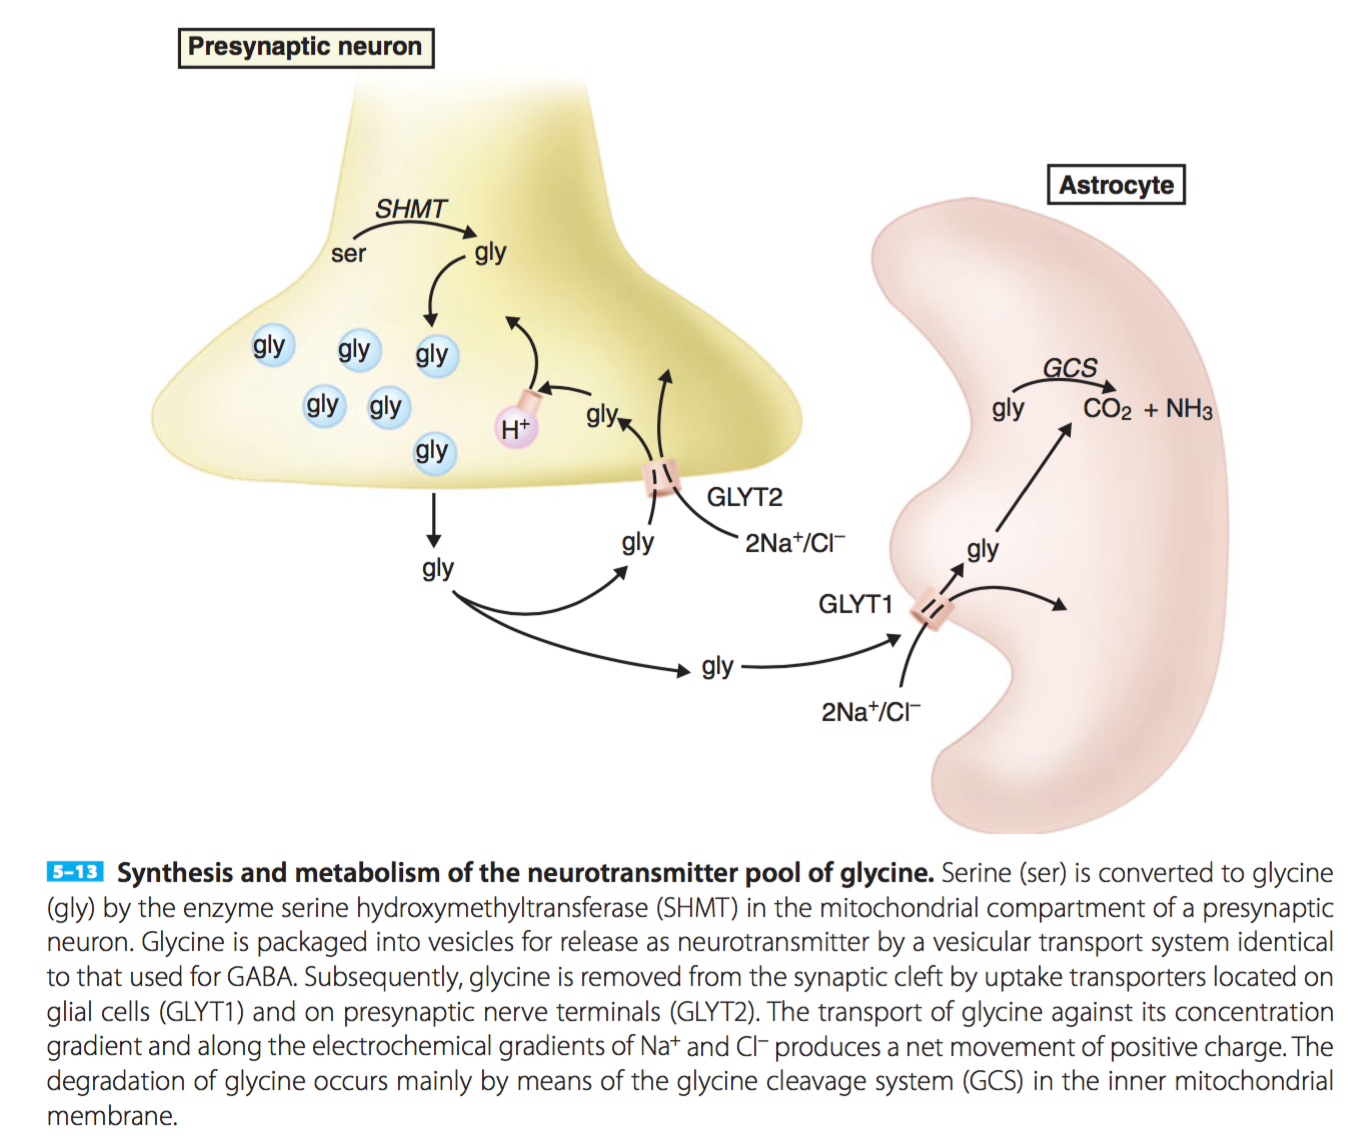 Presynaptic neuron
Astrocyte
SHMT
ser
gly
gly
gly
gly
gly
gly
gly
H⁺
gly
GLYT2
gly
2Na⁺/Cl⁻
gly
GCS
gly
CO₂ + NH₃
gly
GLYT1
gly
2Na⁺/Cl⁻
5–13 Synthesis and metabolism of the neurotransmitter pool of glycine. Serine (ser) is converted to glycine
(gly) by the enzyme serine hydroxymethyltransferase (SHMT) in the mitochondrial compartment of a presynaptic
neuron. Glycine is packaged into vesicles for release as neurotransmitter by a vesicular transport system identical
to that used for GABA. Subsequently, glycine is removed from the synaptic cleft by uptake transporters located on
glial cells (GLYT1) and on presynaptic nerve terminals (GLYT2). The transport of glycine against its concentration
gradient and along the electrochemical gradients of Na⁺ and Cl⁻ produces a net movement of positive charge. The
degradation of glycine occurs mainly by means of the glycine cleavage system (GCS) in the inner mitochondrial
membrane.